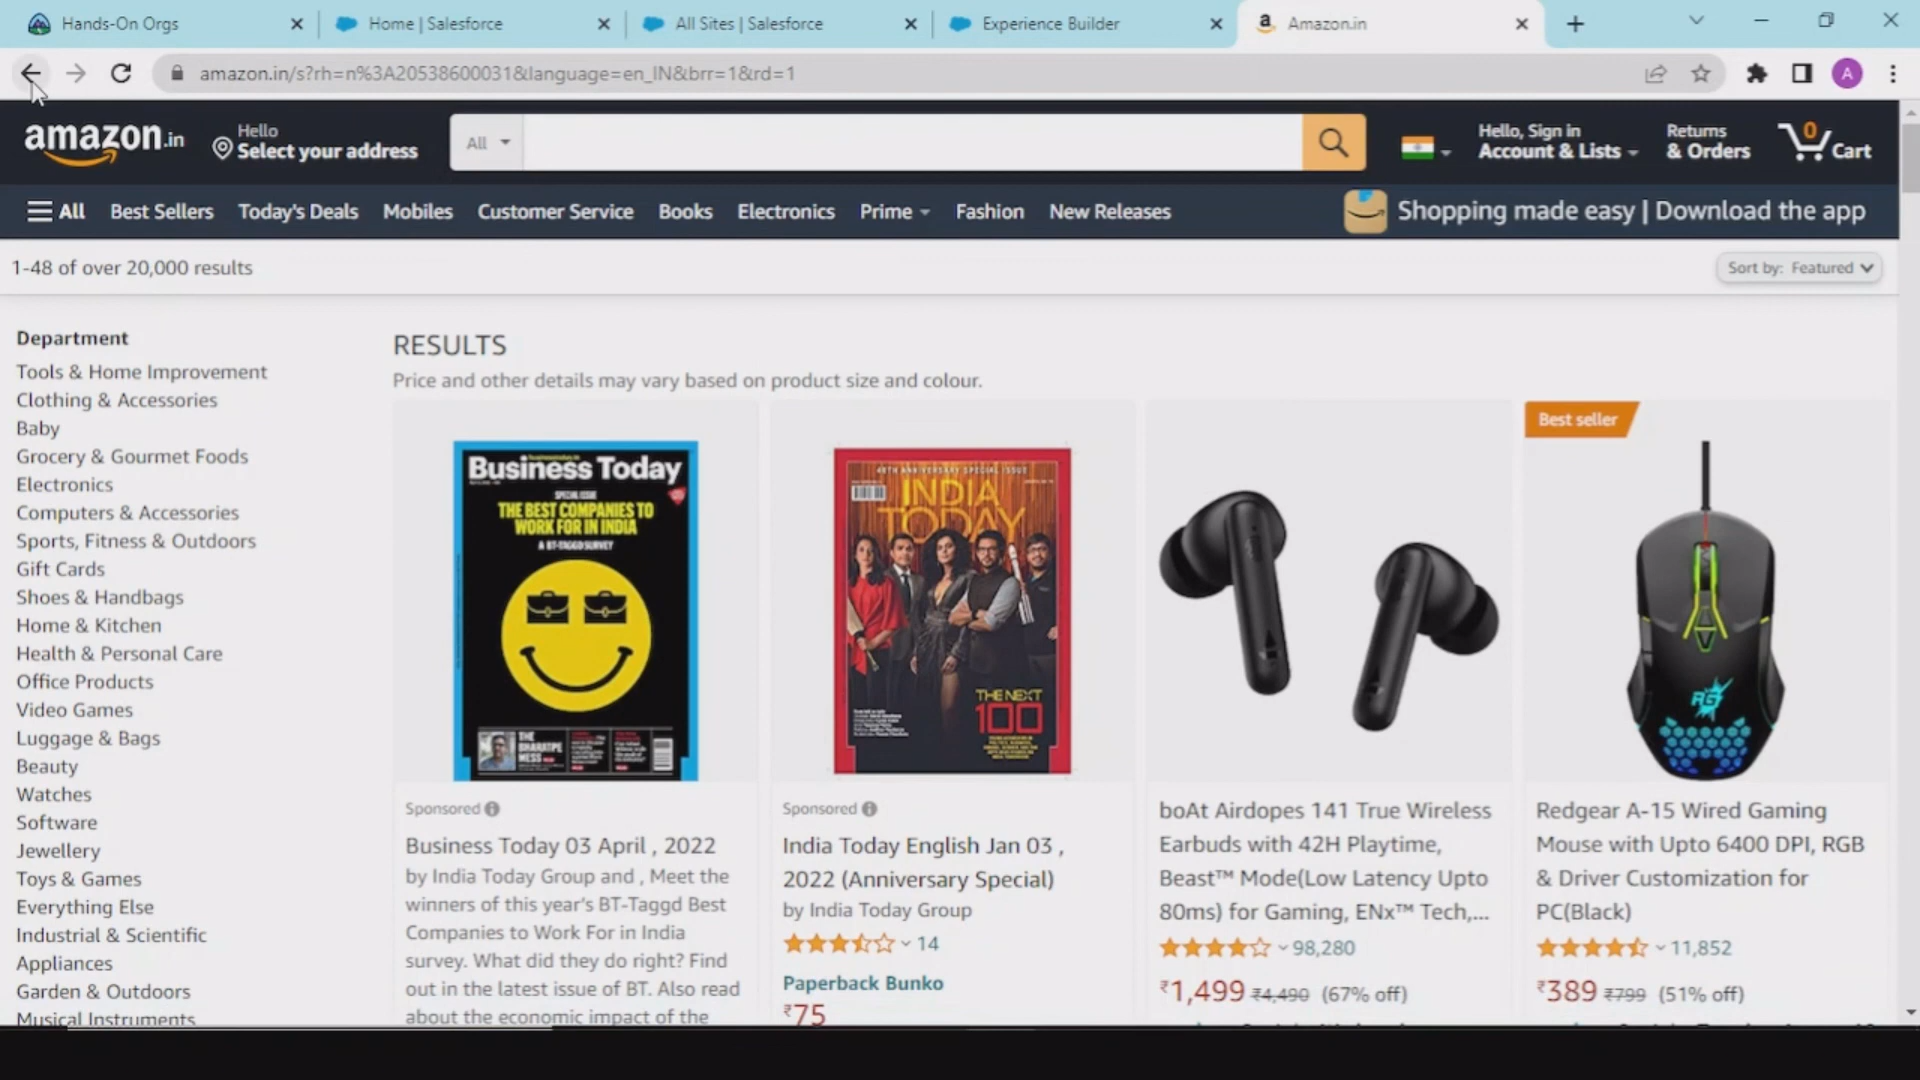 Hands-On Orgs
Home | Salesforce
All Sites | Salesforce
Experience Builder
Amazon.in
amazon.in/s?rh=n%3A20538600031&language=en_IN&brr=1&rd=1
A
amazon.in
Hello
Select your address
All
Hello, Sign in
Account & Lists
Returns
& Orders
0
Cart
All
Best Sellers
Today's Deals
Mobiles
Customer Service
Books
Electronics
Prime
Fashion
New Releases
Shopping made easy | Download the app
1-48 of over 20,000 results
Sort by: Featured
Department
Tools & Home Improvement
Clothing & Accessories
Baby
Grocery & Gourmet Foods
Electronics
Computers & Accessories
Sports, Fitness & Outdoors
Gift Cards
Shoes & Handbags
Home & Kitchen
Health & Personal Care
Office Products
Video Games
Luggage & Bags
Beauty
Watches
Software
Jewellery
Toys & Games
Everything Else
Industrial & Scientific
Appliances
Garden & Outdoors
Musical Instruments
RESULTS
Price and other details may vary based on product size and colour.
Business Today
SPECIAL ISSUE
THE BEST COMPANIES TO
WORK FOR IN INDIA
A BT-TAGGD SURVEY
THE
BHARATPE
MESS
Sponsored
Business Today 03 April , 2022
by India Today Group and , Meet the
winners of this year's BT-Taggd Best
Companies to Work For in India
survey. What did they do right? Find
out in the latest issue of BT. Also read
about the economic impact of the
ANNIVERSARY SPECIAL ISSUE
INDIA
TODAY
THE NEXT
100
Sponsored
India Today English Jan 03 ,
2022 (Anniversary Special)
by India Today Group
14
Paperback Bunko
₹75
boAt Airdopes 141 True Wireless
Earbuds with 42H Playtime,
Beast™ Mode(Low Latency Upto
80ms) for Gaming, ENx™ Tech,...
98,280
₹1,499 ₹4,490 (67% off)
Best seller
RG
Redgear A-15 Wired Gaming
Mouse with Upto 6400 DPI, RGB
& Driver Customization for
PC(Black)
11,852
₹389 ₹799 (51% off)